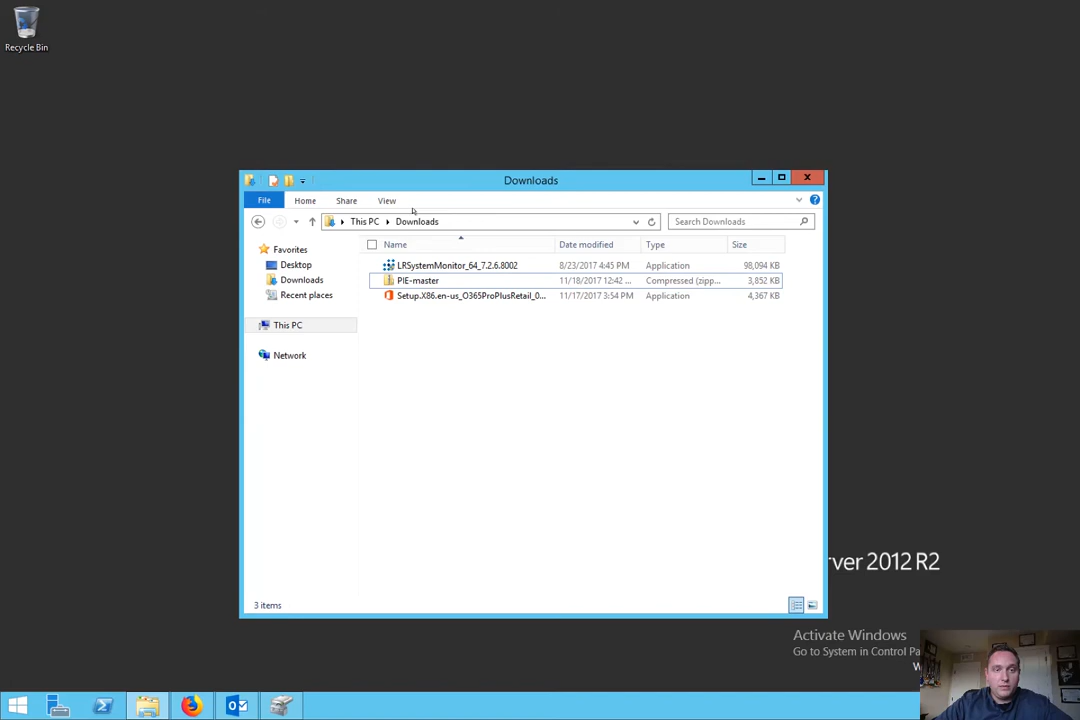 Recycle Bin
Downloads
File Home Share View
This PC Downloads Search Downloads
Name Date modified Type Size
Favorites
Desktop
Downloads
Recent places
This PC
Network
LRSystemMonitor_64_7.2.6.8002 8/23/2017 4:45 PM Application 98,094 KB
PIE-master 11/18/2017 12:42 ... Compressed (zipp... 3,852 KB
Setup.X86.en-us_O365ProPlusRetail_0... 11/17/2017 3:54 PM Application 4,367 KB
3 items
rver 2012 R2
Activate Windows
Go to System in Control Pa
W